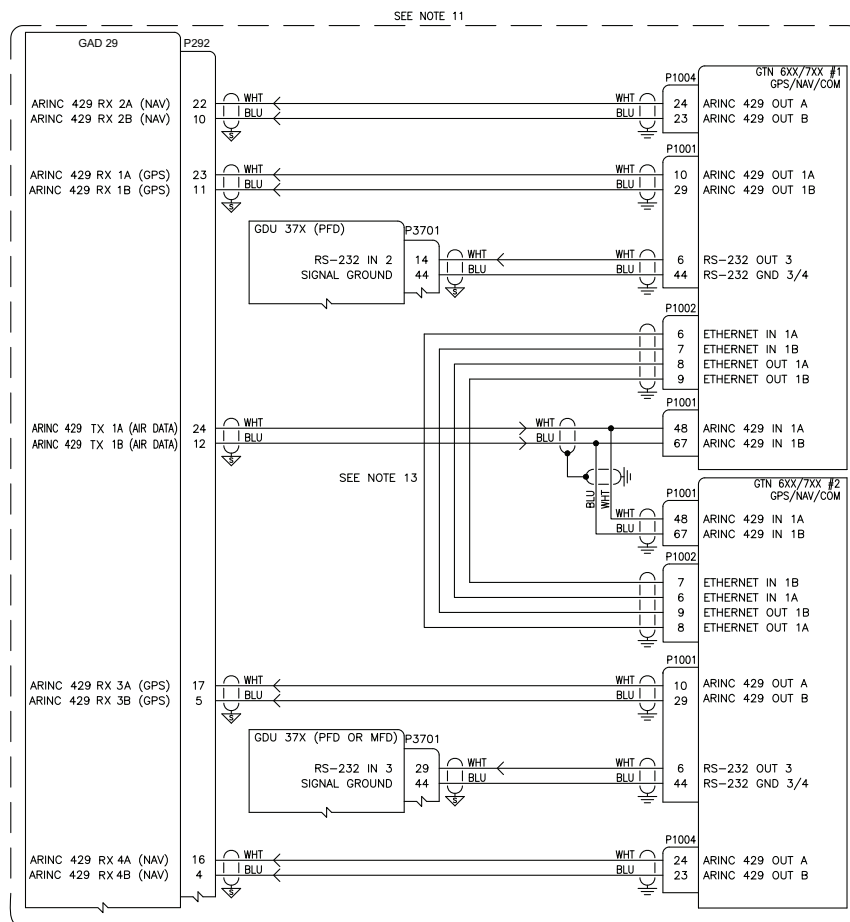 SEE NOTE 11
GAD 29
P292
GTN 6XX/7XX #1
GPS/NAV/COM
P1004
ARINC 429 RX 2A (NAV) 22 WHT WHT 24 ARINC 429 OUT A
ARINC 429 RX 2B (NAV) 10 BLU BLU 23 ARINC 429 OUT B
S
P1001
ARINC 429 RX 1A (GPS) 23 WHT WHT 10 ARINC 429 OUT 1A
ARINC 429 RX 1B (GPS) 11 BLU BLU 29 ARINC 429 OUT 1B
S
GDU 37X (PFD) P3701
RS-232 IN 2 14 WHT WHT 6 RS-232 OUT 3
SIGNAL GROUND 44 BLU BLU 44 RS-232 GND 3/4
S
P1002
6 ETHERNET IN 1A
7 ETHERNET IN 1B
8 ETHERNET OUT 1A
9 ETHERNET OUT 1B
P1001
ARINC 429 TX 1A (AIR DATA) 24 WHT WHT 48 ARINC 429 IN 1A
ARINC 429 TX 1B (AIR DATA) 12 BLU BLU 67 ARINC 429 IN 1B
S
SEE NOTE 13
BLU
WHT
GTN 6XX/7XX #2
GPS/NAV/COM
P1001
WHT 48 ARINC 429 IN 1A
BLU 67 ARINC 429 IN 1B
P1002
7 ETHERNET IN 1B
6 ETHERNET IN 1A
9 ETHERNET OUT 1B
8 ETHERNET OUT 1A
P1001
ARINC 429 RX 3A (GPS) 17 WHT WHT 10 ARINC 429 OUT A
ARINC 429 RX 3B (GPS) 5 BLU BLU 29 ARINC 429 OUT B
S
GDU 37X (PFD OR MFD) P3701
RS-232 IN 3 29 WHT WHT 6 RS-232 OUT 3
SIGNAL GROUND 44 BLU BLU 44 RS-232 GND 3/4
S
P1004
ARINC 429 RX 4A (NAV) 16 WHT WHT 24 ARINC 429 OUT A
ARINC 429 RX 4B (NAV) 4 BLU BLU 23 ARINC 429 OUT B
S